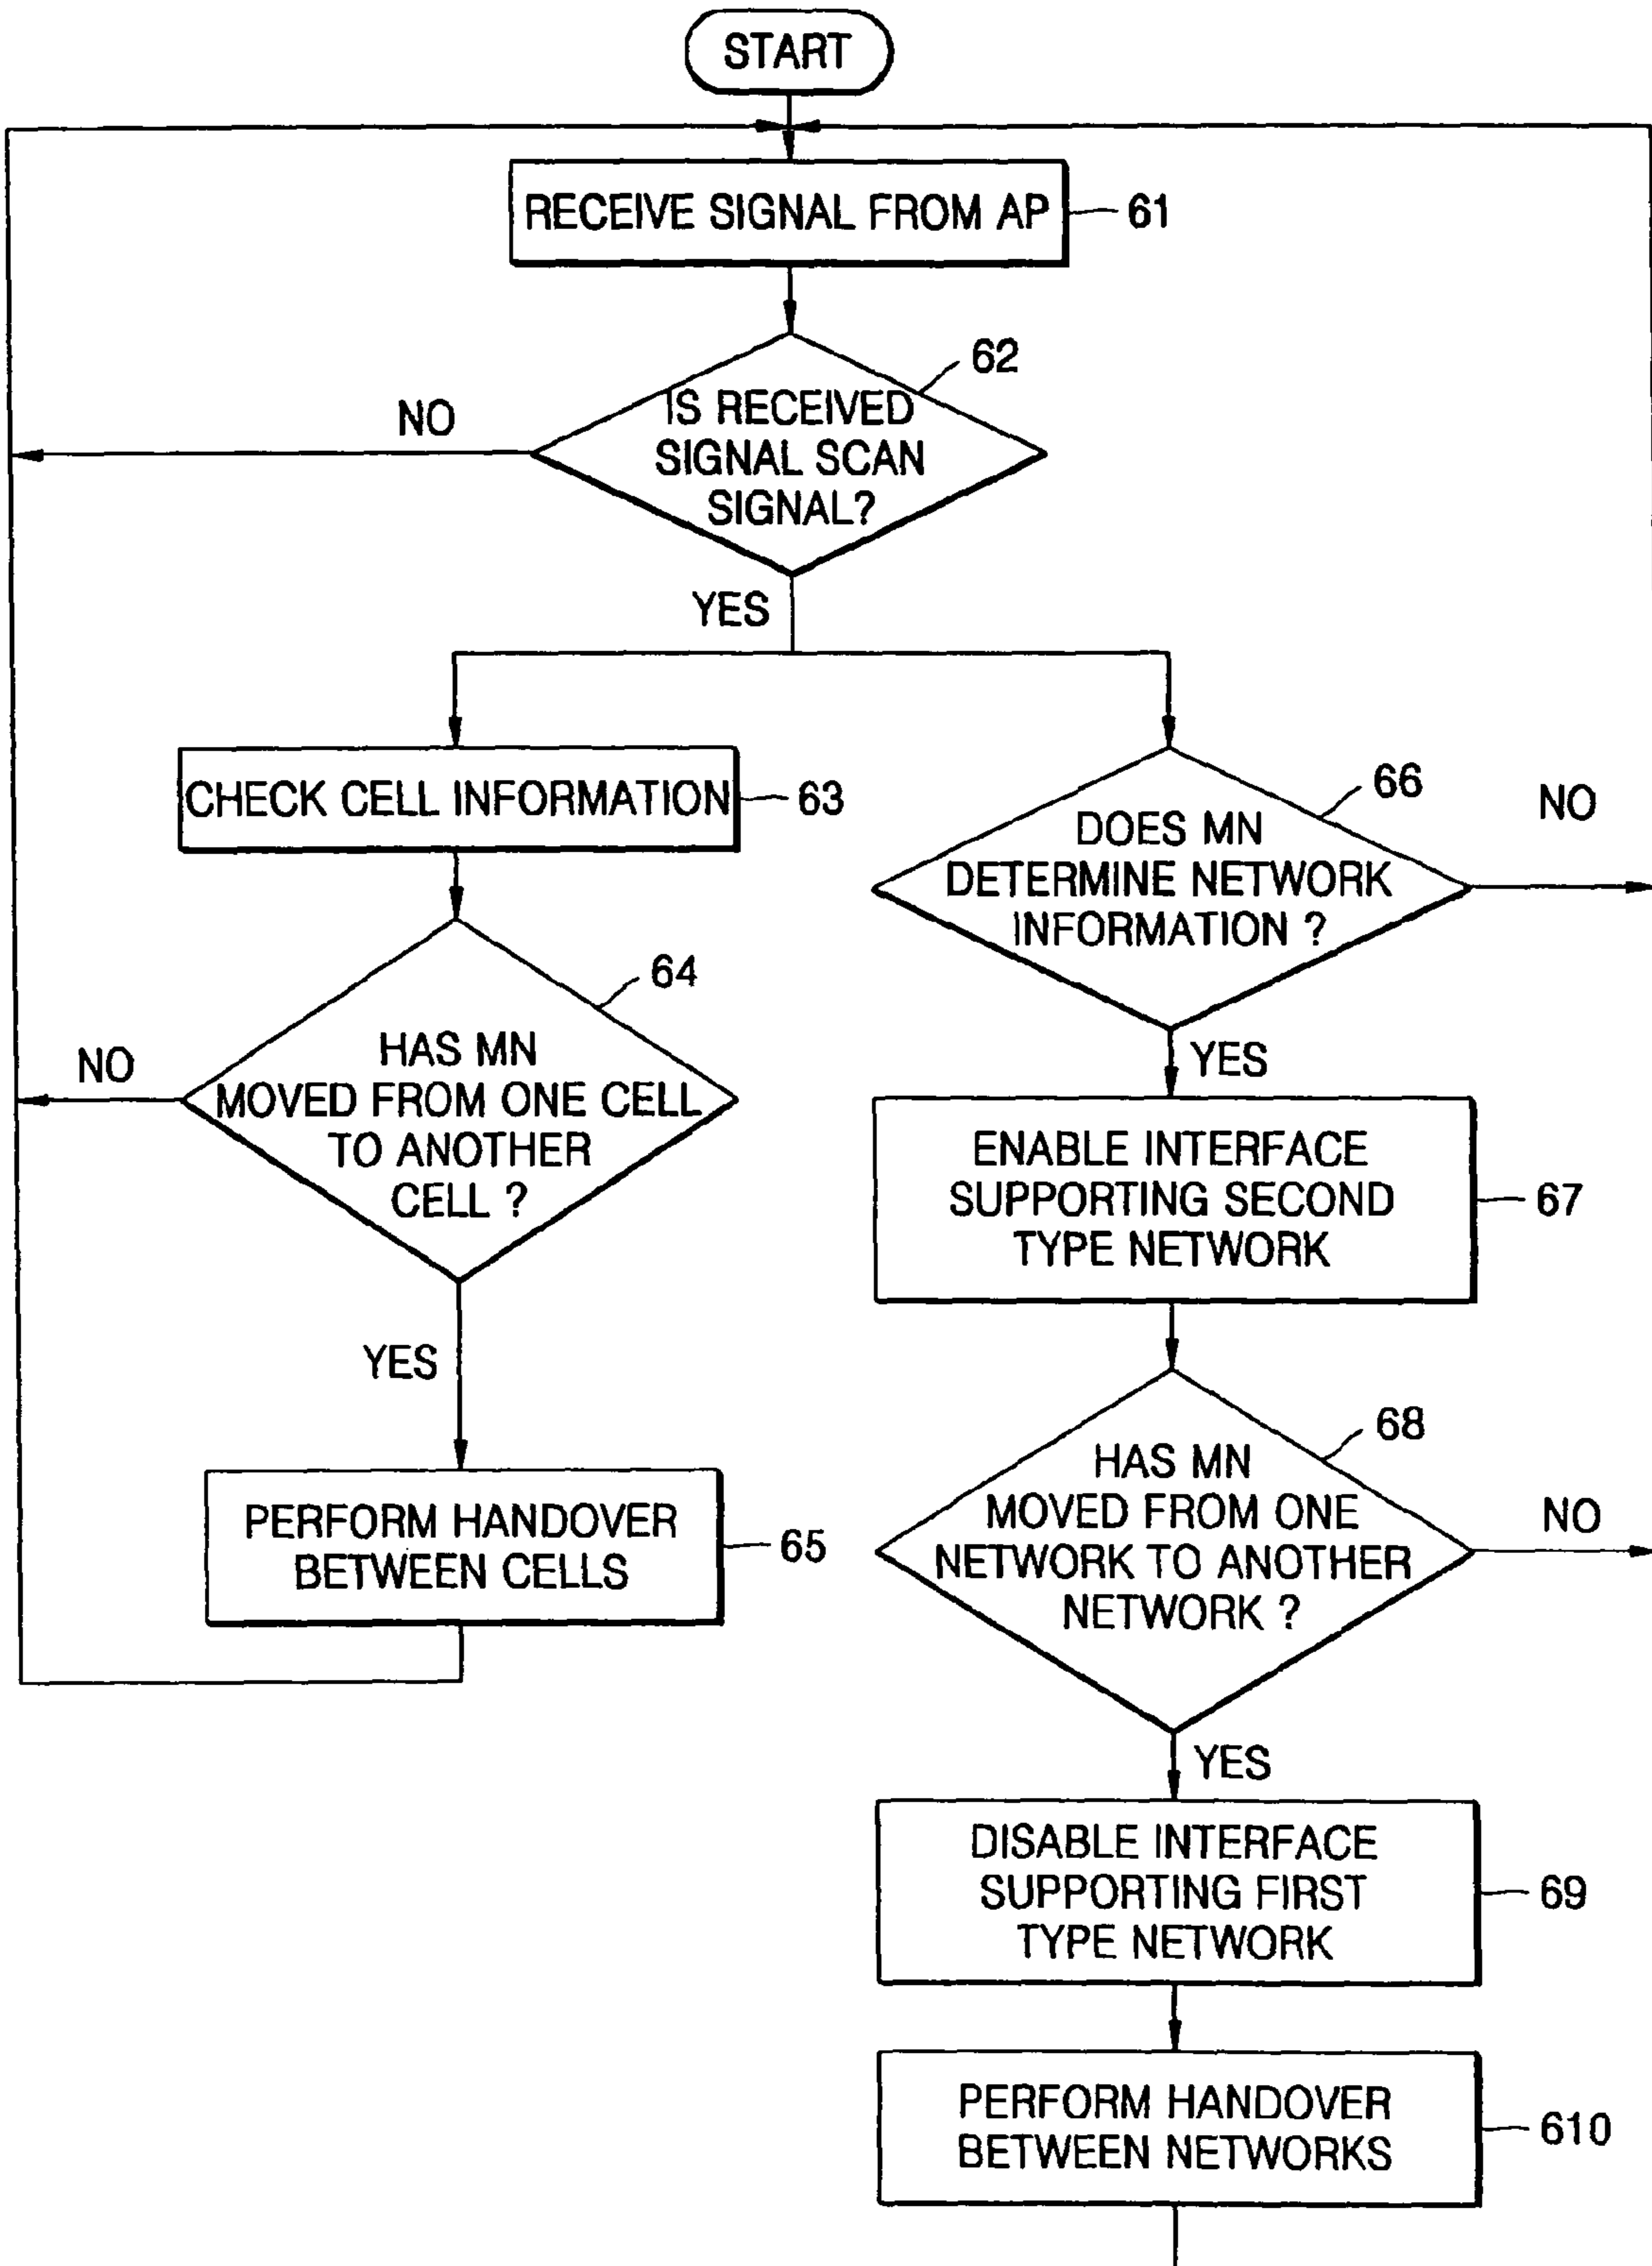 START
RECEIVE SIGNAL FROM AP
61
62
IS RECEIVED
SIGNAL SCAN
SIGNAL?
NO
YES
CHECK CELL INFORMATION
63
64
HAS MN
MOVED FROM ONE CELL
TO ANOTHER
CELL ?
NO
YES
PERFORM HANDOVER
BETWEEN CELLS
65
66
DOES MN
DETERMINE NETWORK
INFORMATION ?
NO
YES
ENABLE INTERFACE
SUPPORTING SECOND
TYPE NETWORK
67
68
HAS MN
MOVED FROM ONE
NETWORK TO ANOTHER
NETWORK ?
NO
YES
DISABLE INTERFACE
SUPPORTING FIRST
TYPE NETWORK
69
PERFORM HANDOVER
BETWEEN NETWORKS
610